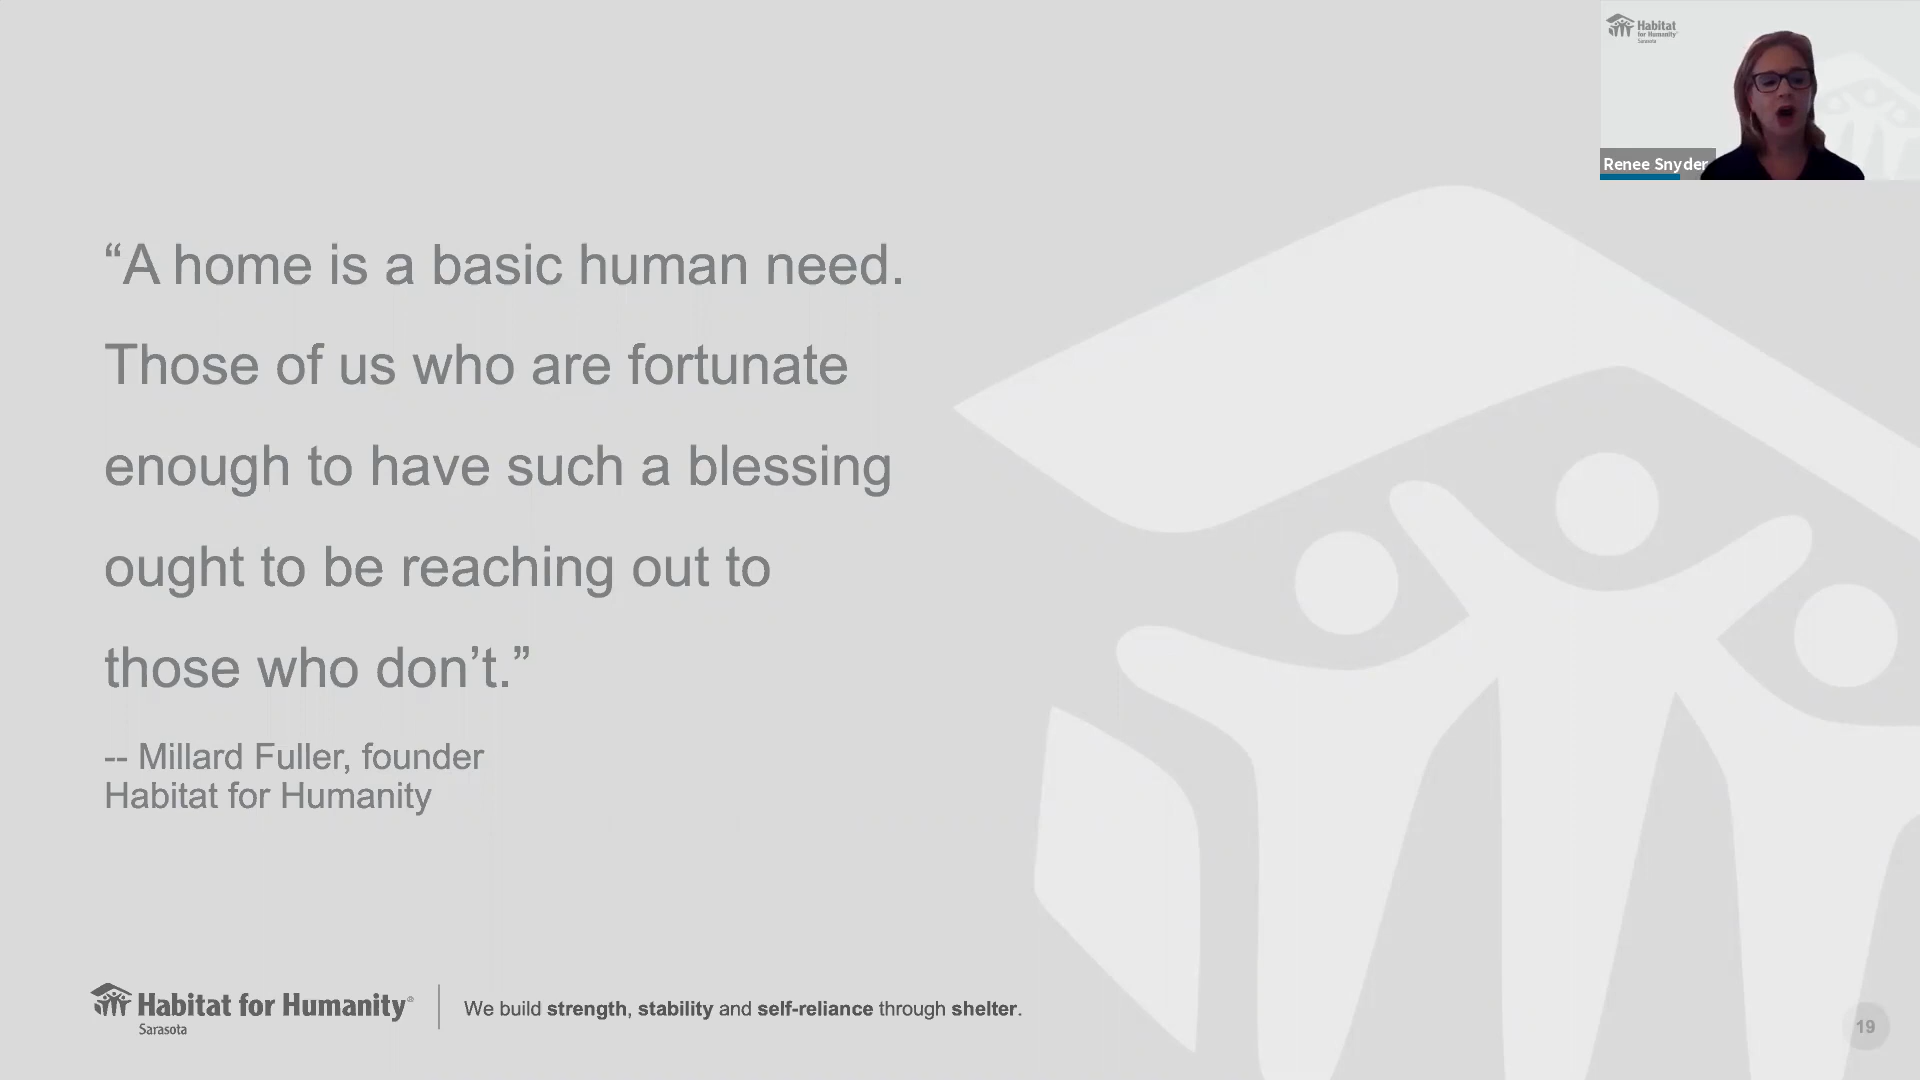 Habitat
for Humanity®
Sarasota
Renee Snyder
“A home is a basic human need.
Those of us who are fortunate
enough to have such a blessing
ought to be reaching out to
those who don’t.”
-- Millard Fuller, founder
Habitat for Humanity
Habitat for Humanity®
Sarasota
We build strength, stability and self-reliance through shelter.
19